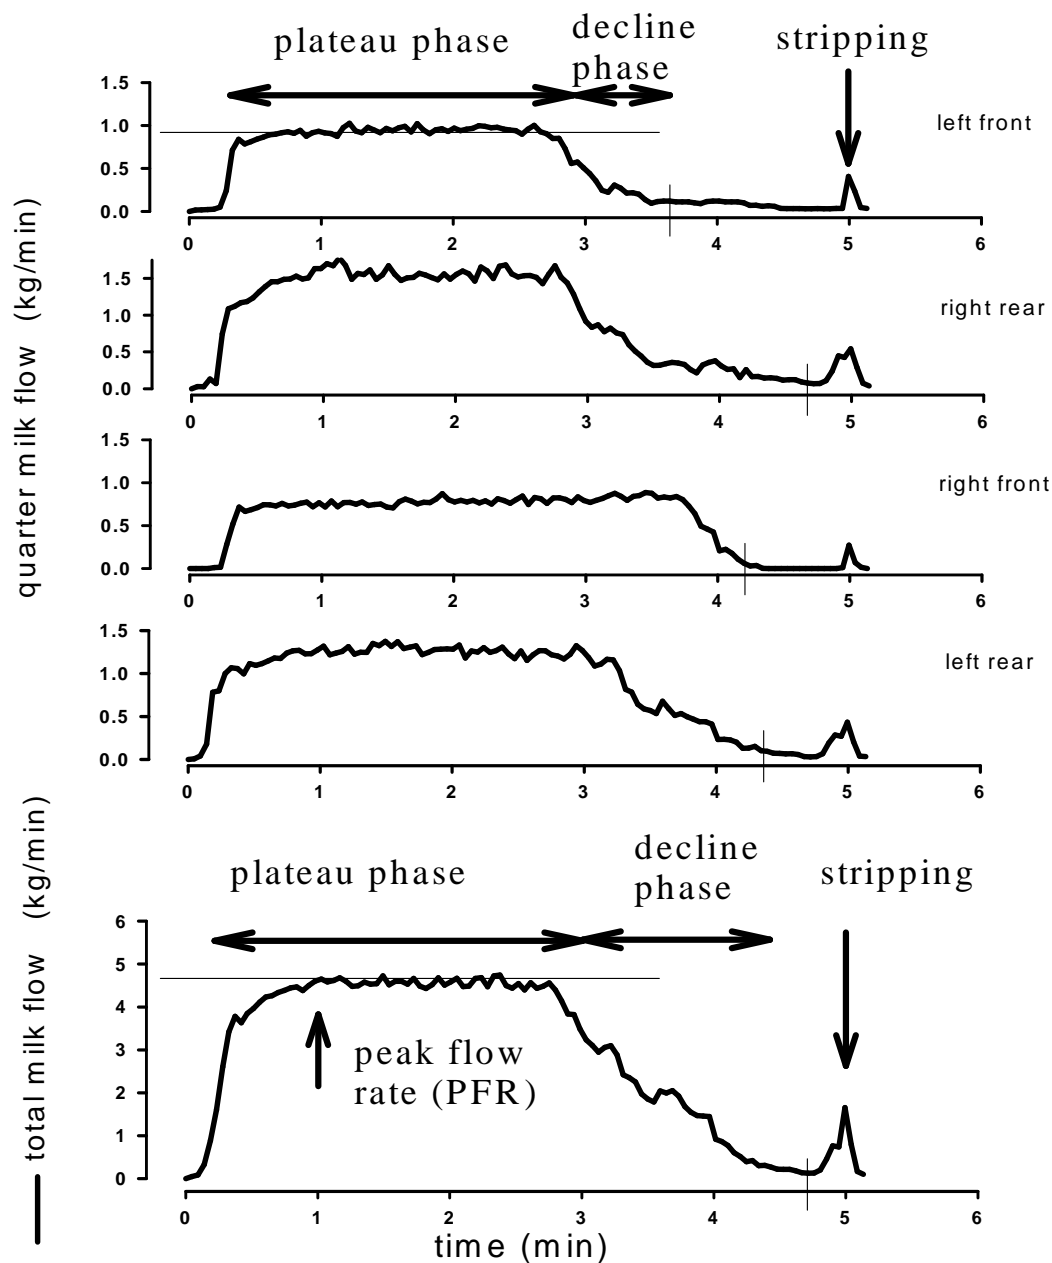 plateau phase
decline
phase
stripping
1.5
1.0
0.5
0.0
left front
0 1 2 3 4 5 6
quarter milk flow (kg/min)
1.5
1.0
0.5
0.0
right rear
0 1 2 3 4 5 6
1.5
1.0
0.5
0.0
right front
0 1 2 3 4 5 6
1.5
1.0
0.5
0.0
left rear
0 1 2 3 4 5 6
total milk flow (kg/min)
plateau phase
decline
phase
stripping
6
5
4
3
2
1
0
peak flow
rate (PFR)
0 1 2 3 4 5 6
time (min)